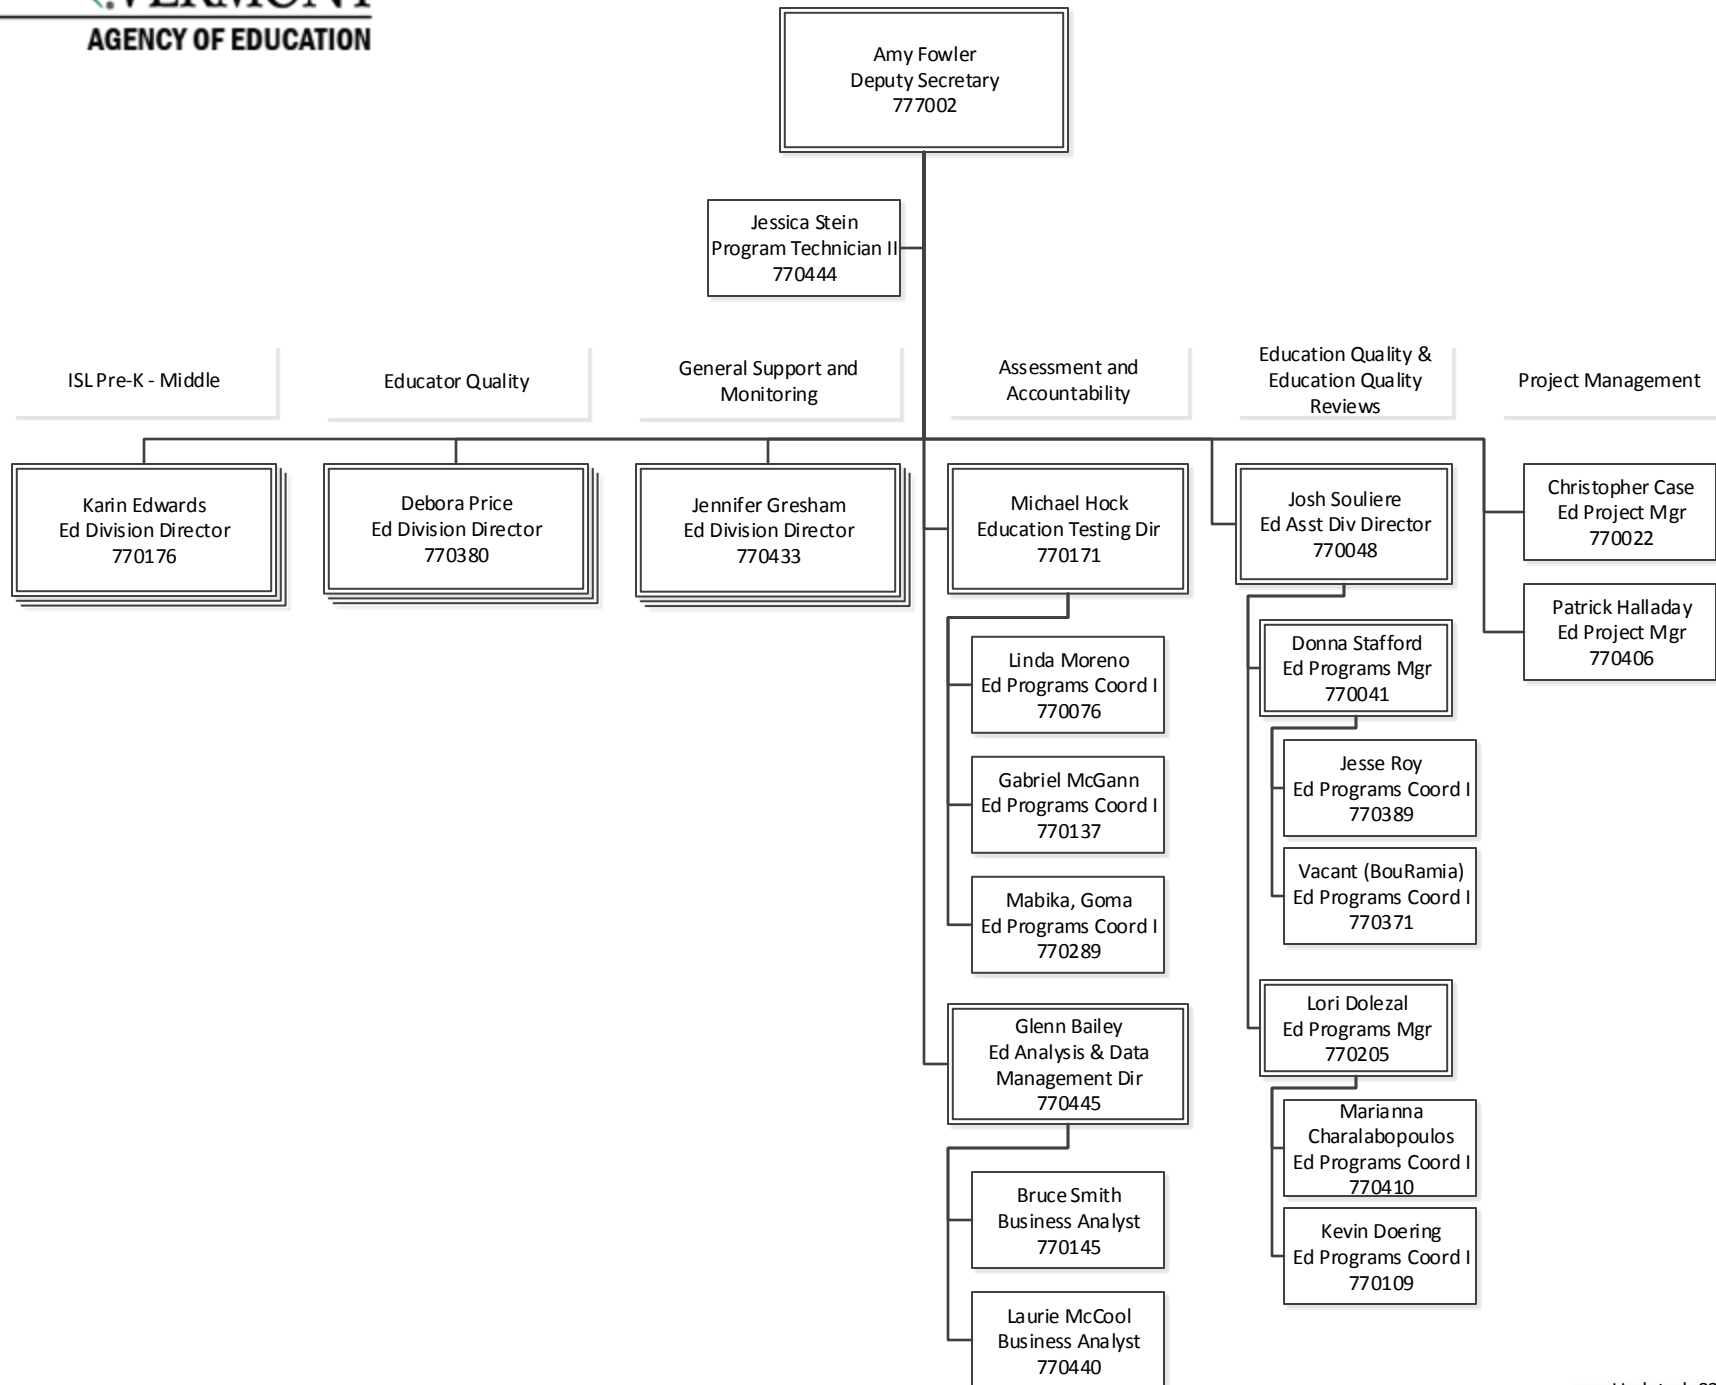 VERMONT
AGENCY OF EDUCATION
Amy Fowler
Deputy Secretary
777002
Jessica Stein
Program Technician II
770444
ISL Pre-K - Middle
Educator Quality
General Support and
Monitoring
Assessment and
Accountability
Education Quality &
Education Quality
Reviews
Project Management
Karin Edwards
Ed Division Director
770176
Debora Price
Ed Division Director
770380
Jennifer Gresham
Ed Division Director
770433
Michael Hock
Education Testing Dir
770171
Linda Moreno
Ed Programs Coord I
770076
Gabriel McGann
Ed Programs Coord I
770137
Mabika, Goma
Ed Programs Coord I
770289
Glenn Bailey
Ed Analysis & Data
Management Dir
770445
Bruce Smith
Business Analyst
770145
Laurie McCool
Business Analyst
770440
Josh Souliere
Ed Asst Div Director
770048
Donna Stafford
Ed Programs Mgr
770041
Jesse Roy
Ed Programs Coord I
770389
Vacant (BouRamia)
Ed Programs Coord I
770371
Lori Dolezal
Ed Programs Mgr
770205
Marianna
Charalabopoulos
Ed Programs Coord I
770410
Kevin Doering
Ed Programs Coord I
770109
Christopher Case
Ed Project Mgr
770022
Patrick Halladay
Ed Project Mgr
770406